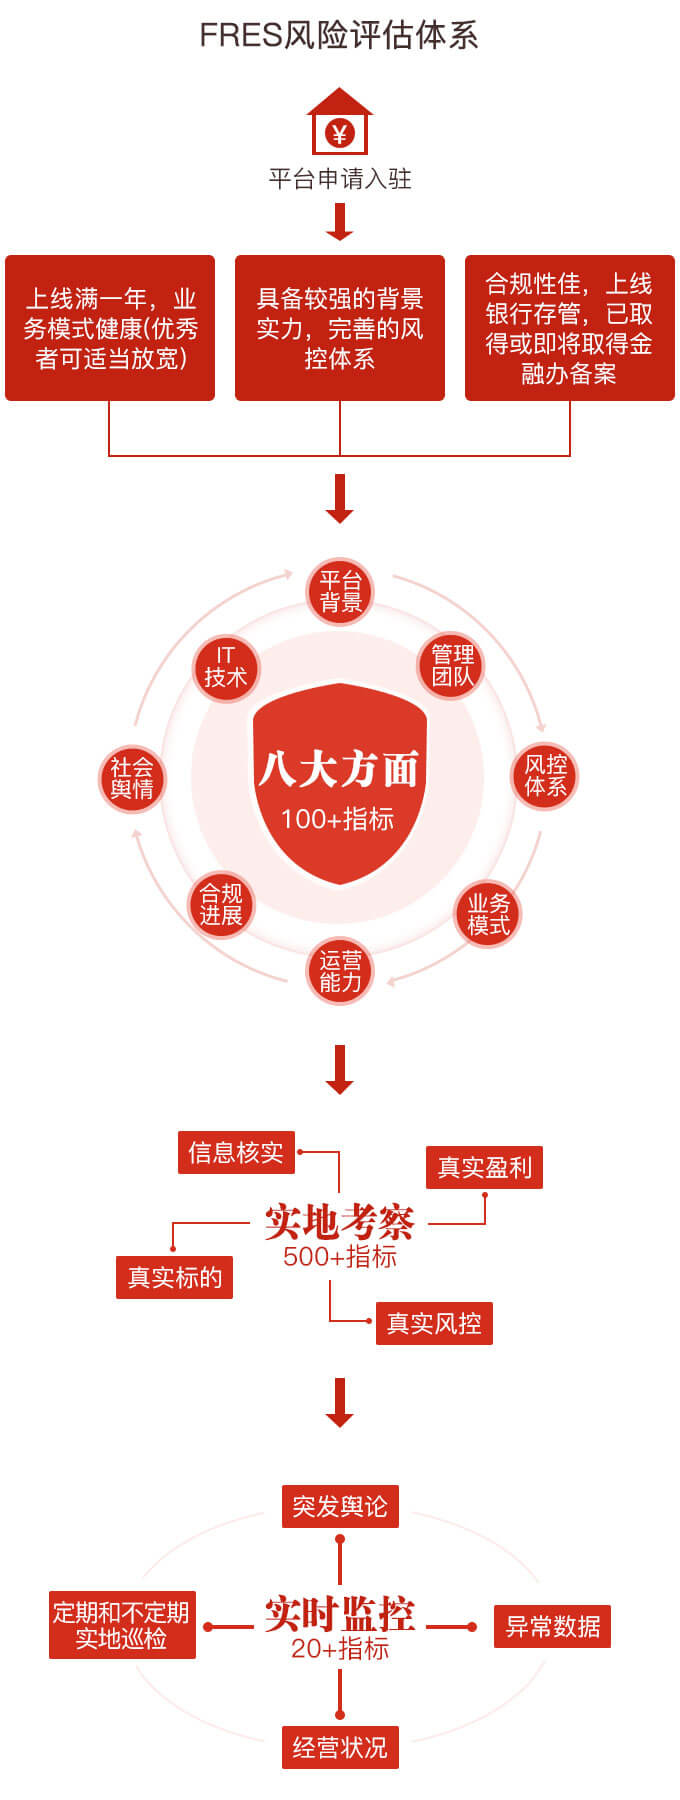 FRES风险评估体系
¥
平台申请入驻
上线满一年，业
务模式健康(优秀
者可适当放宽)
具备较强的背景
实力，完善的风
控体系
合规性佳，上线
银行存管，已取
得或即将取得金
融办备案
平台
背景
IT
技术
管理
团队
社会
舆情
八大方面
100+指标
风控
体系
合规
进展
业务
模式
运营
能力
信息核实
真实盈利
实地考察
500+指标
真实标的
真实风控
突发舆论
定期和不定期
实地巡检
实时监控
20+指标
异常数据
经营状况